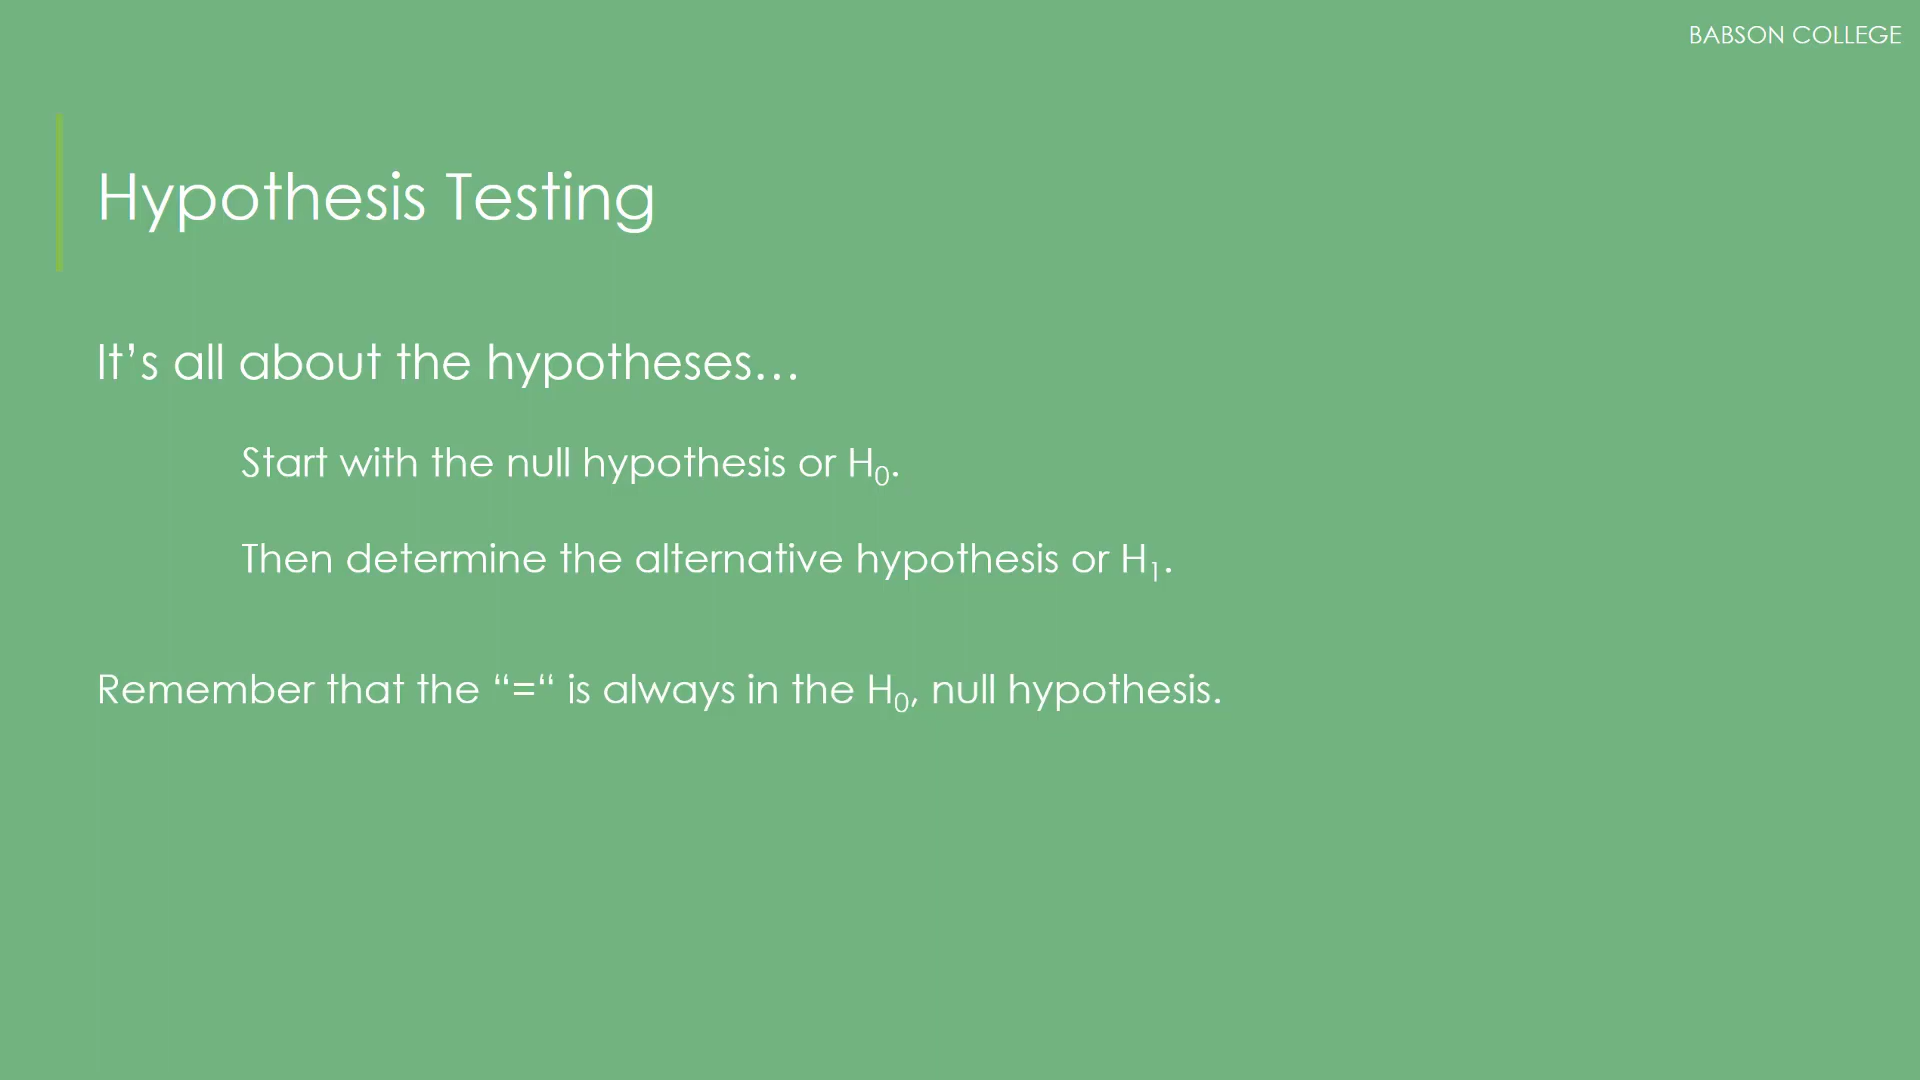 BABSON COLLEGE
Hypothesis Testing
It’s all about the hypotheses…
Start with the null hypothesis or H₀.
Then determine the alternative hypothesis or H₁.
Remember that the “=“ is always in the H₀, null hypothesis.